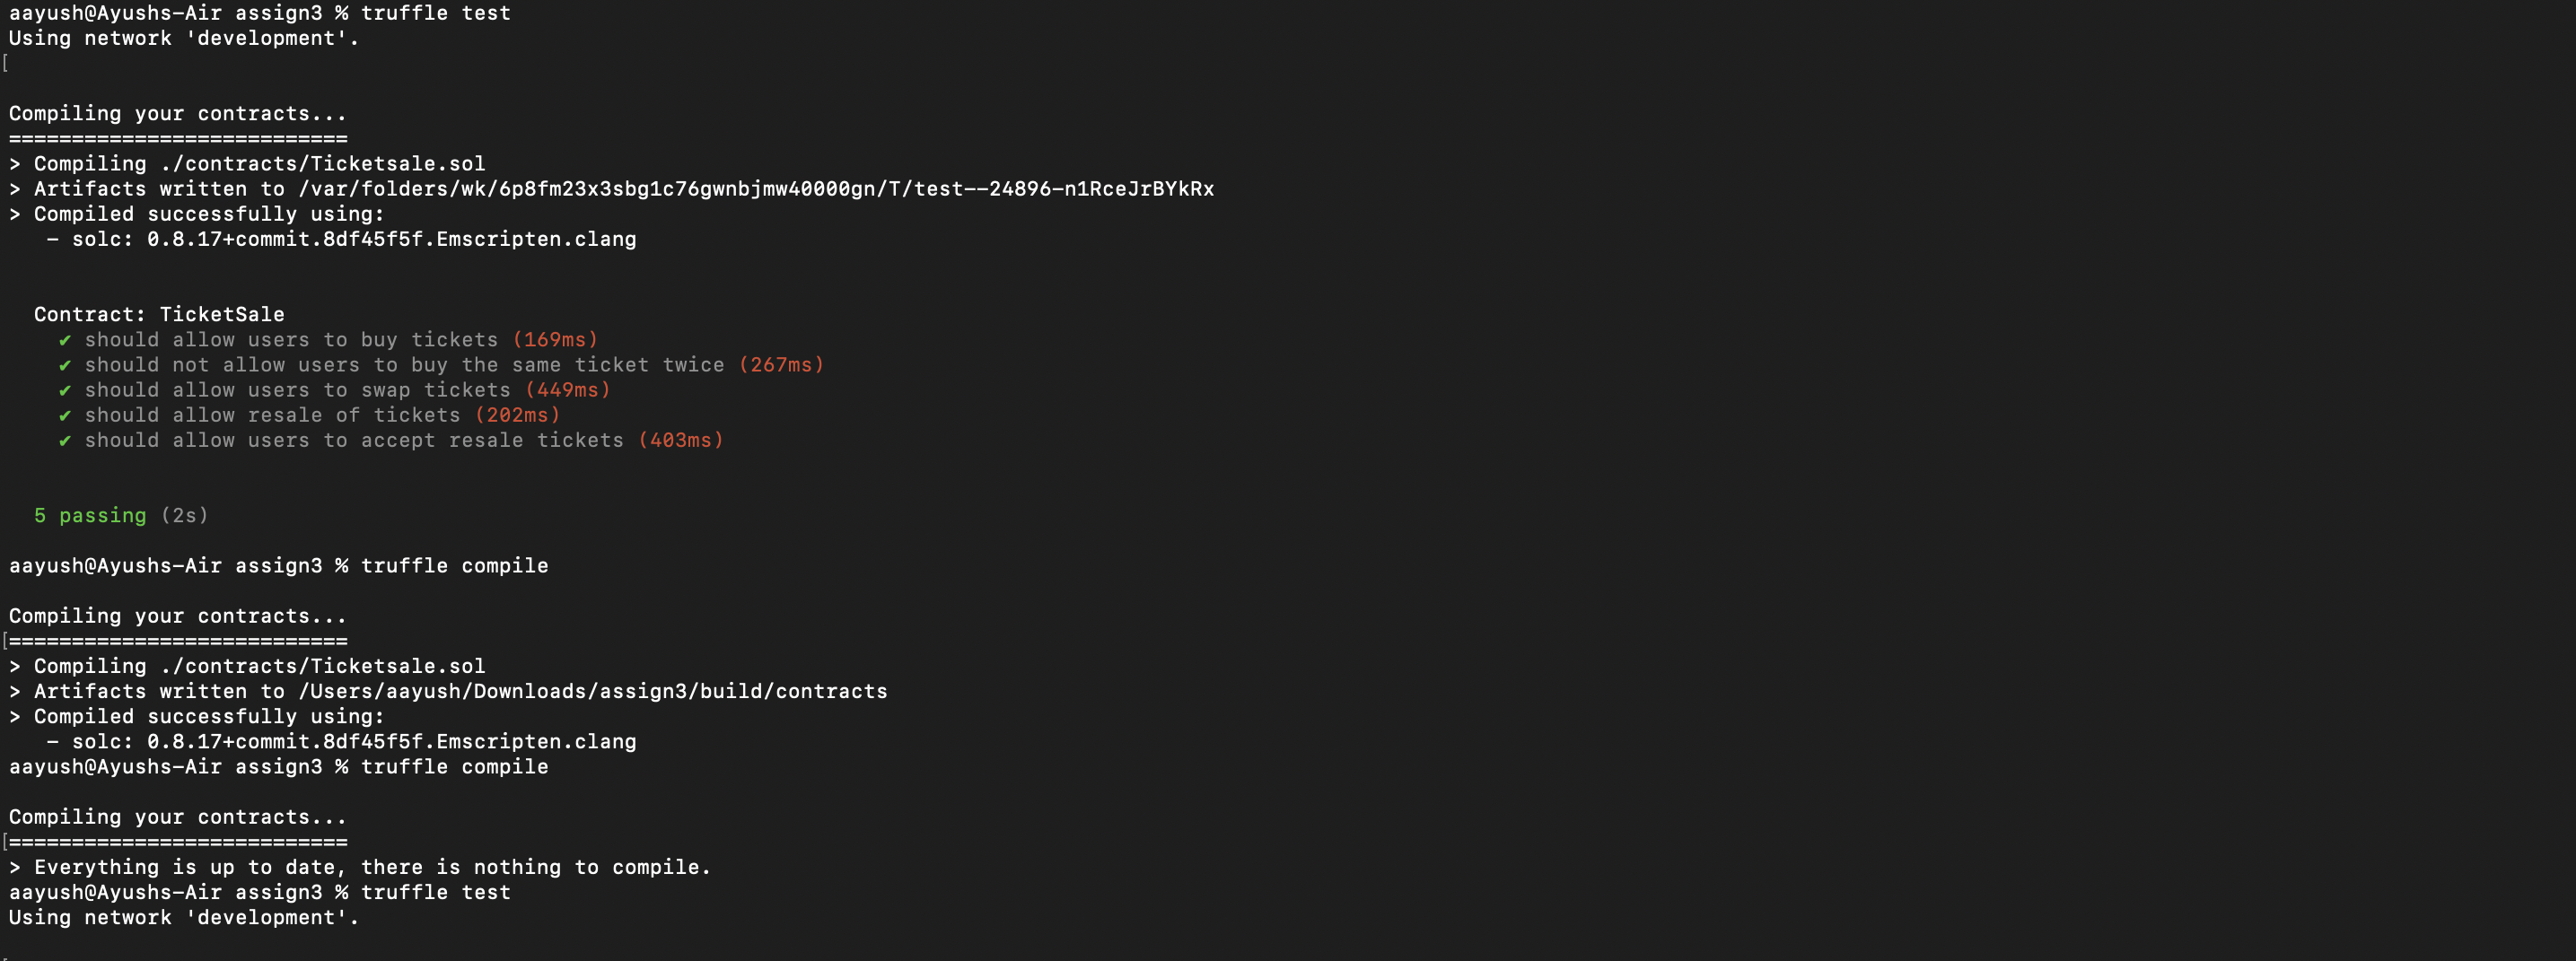 aayush@Ayushs-Air assign3 % truffle test
Using network 'development'.
[
Compiling your contracts...
===========================
> Compiling ./contracts/Ticketsale.sol
> Artifacts written to /var/folders/wk/6p8fm23x3sbg1c76gwnbjmw40000gn/T/test--24896-n1RceJrBYkRx
> Compiled successfully using:
   - solc: 0.8.17+commit.8df45f5f.Emscripten.clang
  Contract: TicketSale
    ✔ should allow users to buy tickets (169ms)
    ✔ should not allow users to buy the same ticket twice (267ms)
    ✔ should allow users to swap tickets (449ms)
    ✔ should allow resale of tickets (202ms)
    ✔ should allow users to accept resale tickets (403ms)
  5 passing (2s)
aayush@Ayushs-Air assign3 % truffle compile
Compiling your contracts...
[===========================
> Compiling ./contracts/Ticketsale.sol
> Artifacts written to /Users/aayush/Downloads/assign3/build/contracts
> Compiled successfully using:
   - solc: 0.8.17+commit.8df45f5f.Emscripten.clang
aayush@Ayushs-Air assign3 % truffle compile
Compiling your contracts...
[===========================
> Everything is up to date, there is nothing to compile.
aayush@Ayushs-Air assign3 % truffle test
Using network 'development'.